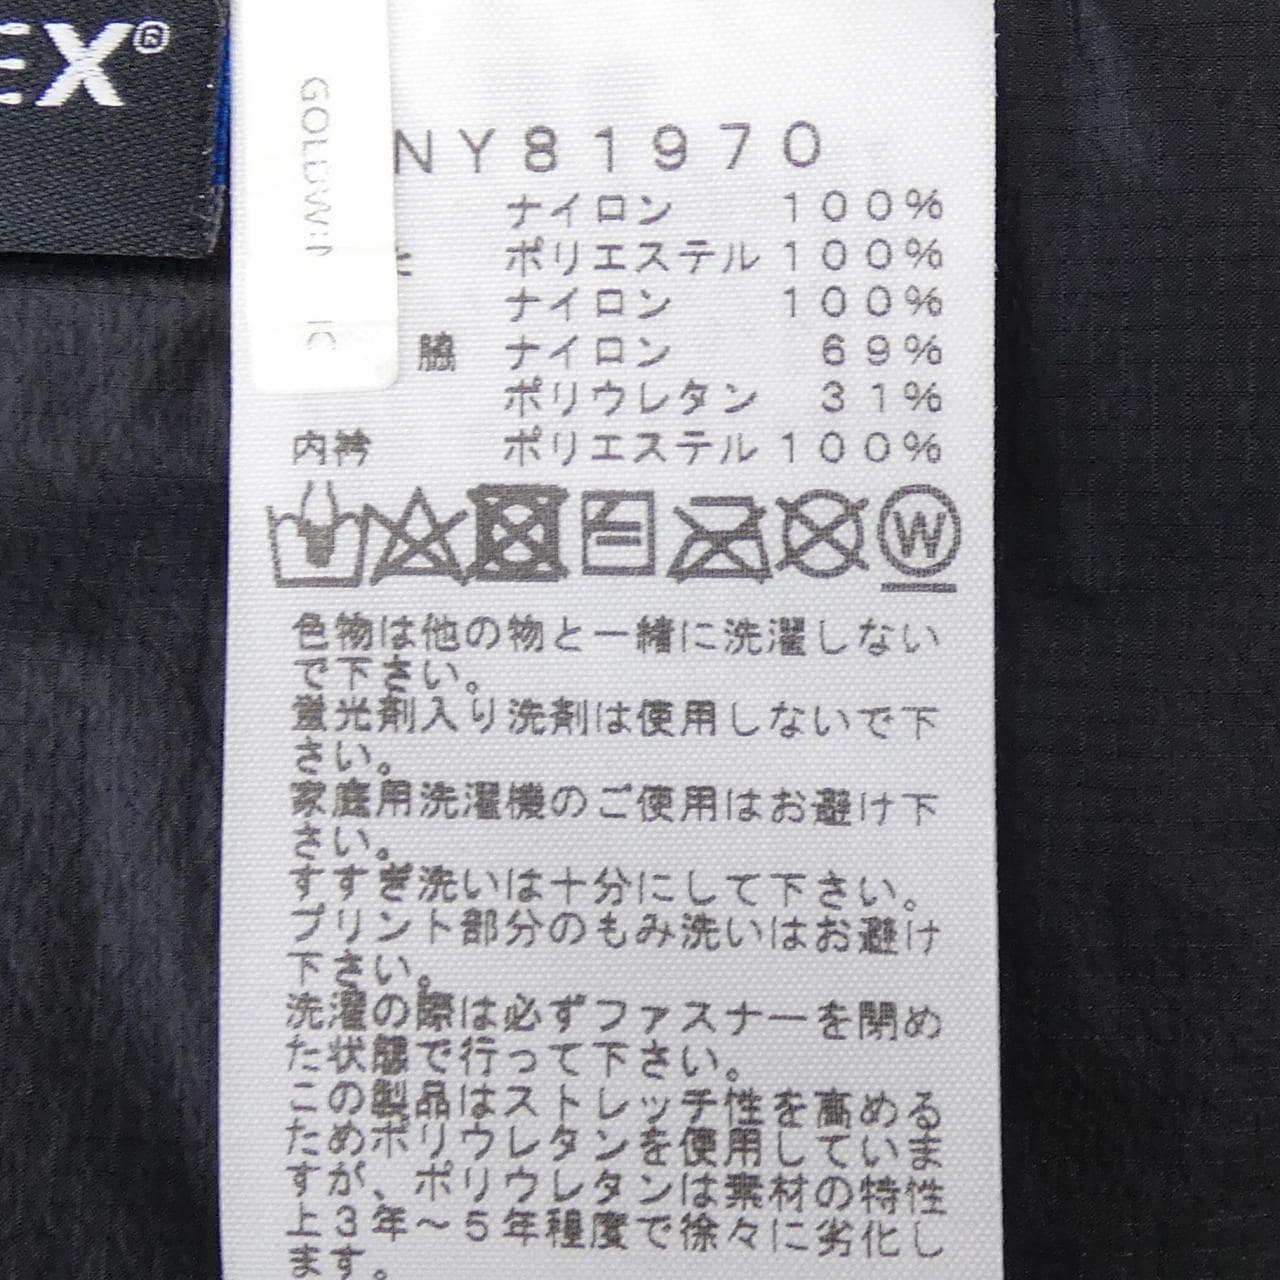 EX®
GOLDWIN
NY81970
ナイロン 100%
ポリエステル 100%
ナイロン 100%
脇 ナイロン 69%
ポリウレタン 31%
内衿 ポリエステル 100%
W
色物は他の物と一緒に洗濯しない
で下さい。
蛍光剤入り洗剤は使用しないで下
さい。
家庭用洗濯機のご使用はお避け下
さい。
すすぎ洗いは十分にして下さい。
プリント部分のもみ洗いはお避け
下さい。
洗濯の際は必ずファスナーを閉め
た状態で行って下さい。
この製品はストレッチ性を高める
ためポリウレタンを使用していま
すが、ポリウレタンは素材の特性
上3年～5年程度で徐々に劣化し
ます。